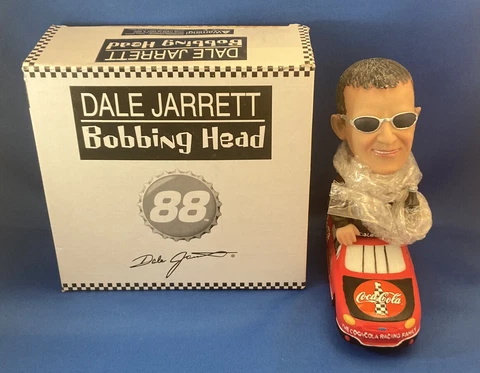 DALE JARRETT
Bobbing Head
DALE JARRETT
Bobbing Head
88
Dale Jarrett
Coca-Cola
THE COCA-COLA RACING FAMILY